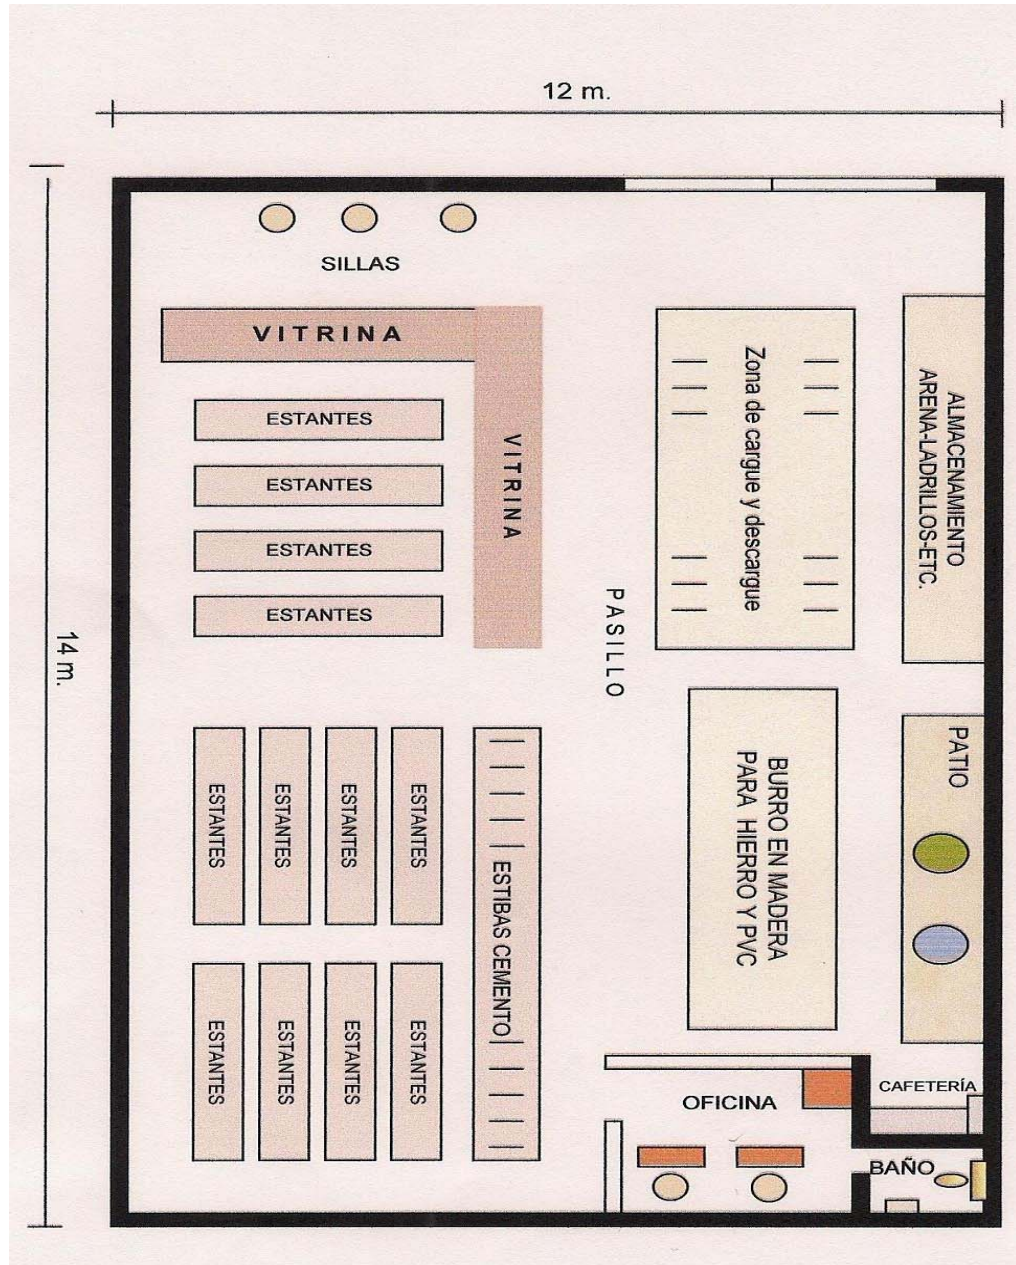 12 m.
14 m.
SILLAS
VITRINA
VITRINA
ESTANTES
ESTANTES
ESTANTES
ESTANTES
Zona de cargue y descargue
ALMACENAMIENTO
ARENA-LADRILLOS-ETC.
PASILLO
ESTANTES
ESTANTES
ESTANTES
ESTANTES
ESTIBAS CEMENTO
BURRO EN MADERA
PARA HIERRO Y PVC
PATIO
ESTANTES
ESTANTES
ESTANTES
ESTANTES
OFICINA
CAFETERÍA
BAÑO